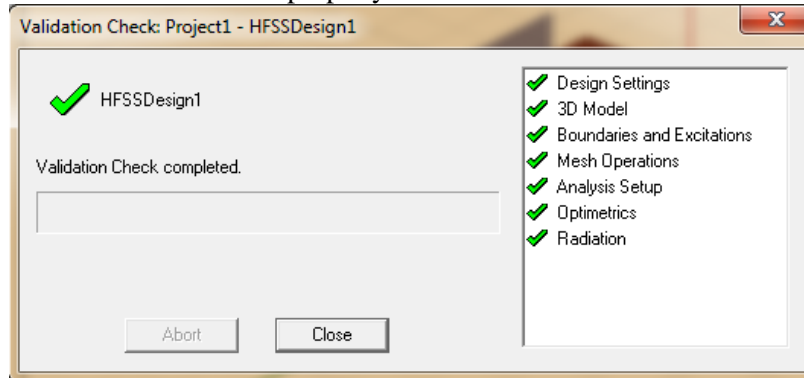 Validation Check: Project1 - HFSSDesign1
HFSSDesign1
Validation Check completed.
Abort
Close
Design Settings
3D Model
Boundaries and Excitations
Mesh Operations
Analysis Setup
Optimetrics
Radiation